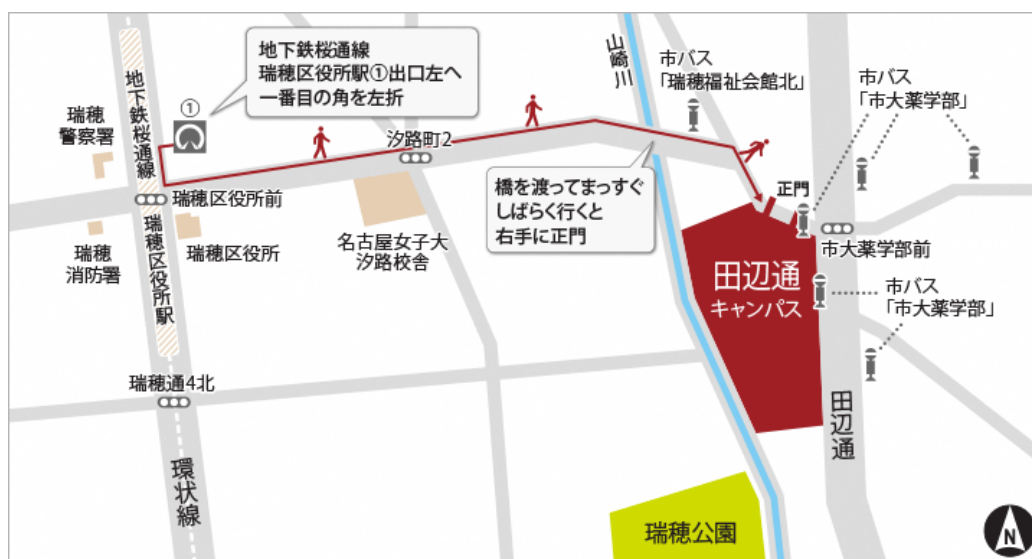 地下鉄桜通線
瑞穂区役所駅①出口左へ
一番目の角を左折
①
地下鉄桜通線
瑞穂区役所駅
瑞穂
警察署
瑞穂区役所前
瑞穂
消防署
瑞穂区役所
汐路町2
名古屋女子大
汐路校舎
山崎川
市バス
「瑞穂福祉会館北」
市バス
「市大薬学部」
橋を渡ってまっすぐ
しばらく行くと
右手に正門
正門
市大薬学部前
田辺通
キャンパス
市バス
「市大薬学部」
瑞穂通4北
環状線
田辺通
瑞穂公園
N